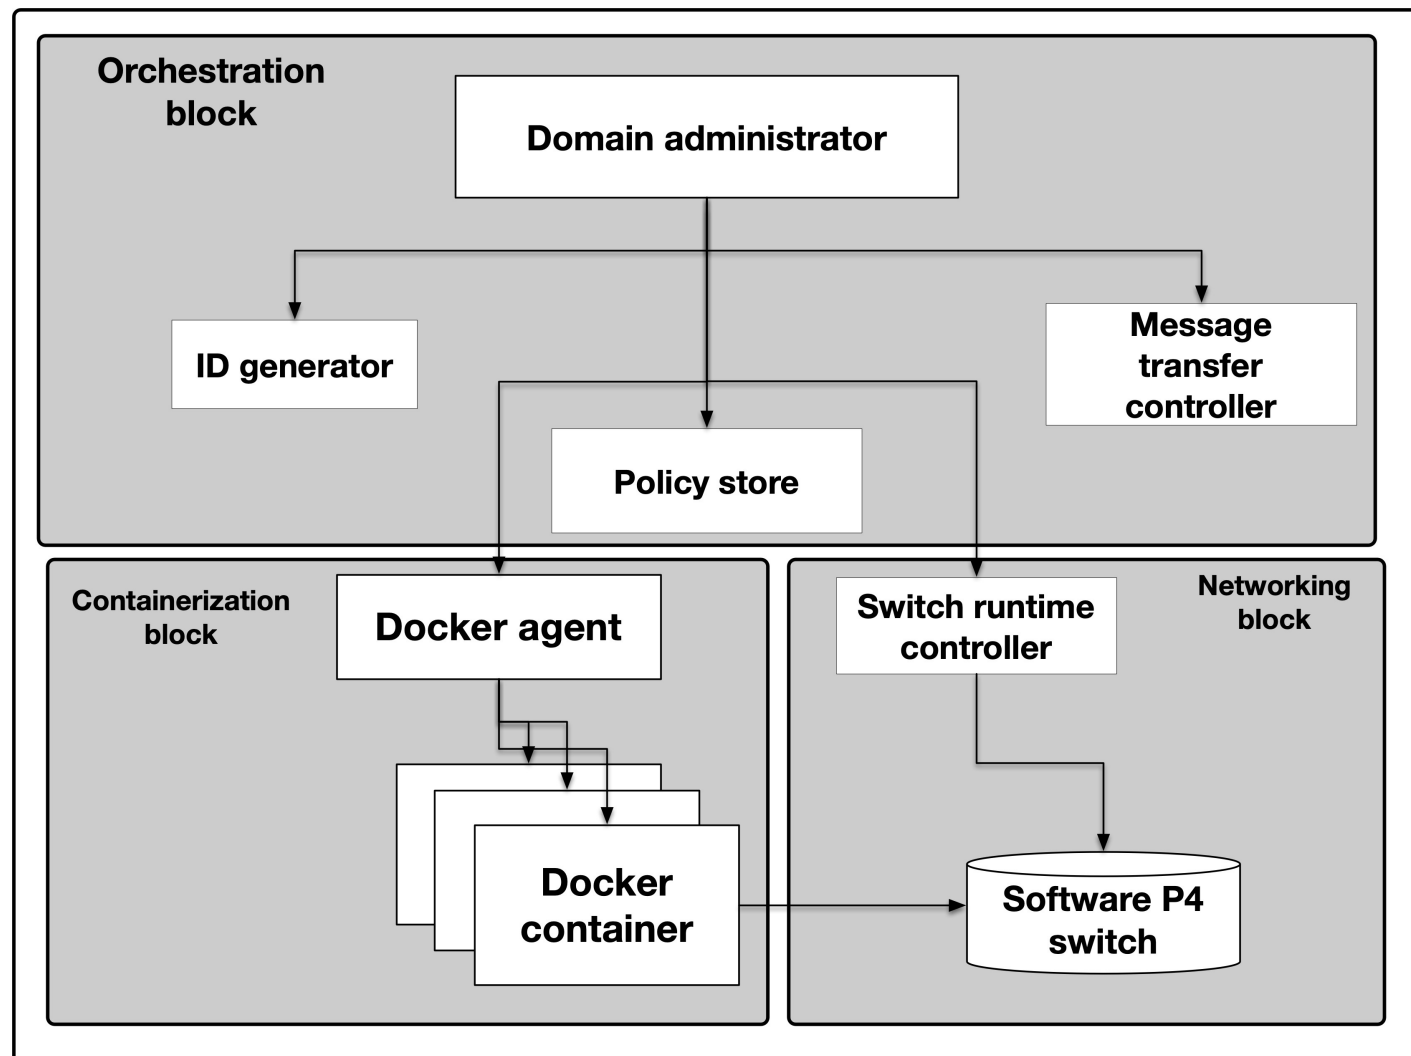 Orchestration
block
Domain administrator
ID generator
Message
transfer
controller
Policy store
Containerization
block
Docker agent
Switch runtime
controller
Networking
block
Docker
container
Software P4
switch